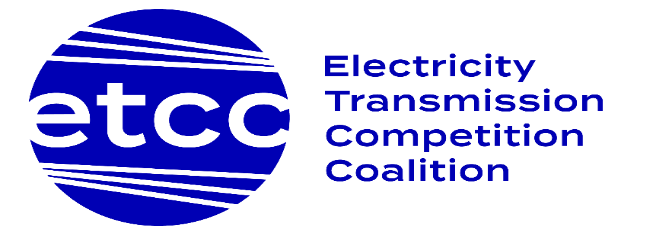 etcc
Electricity
Transmission
Competition
Coalition